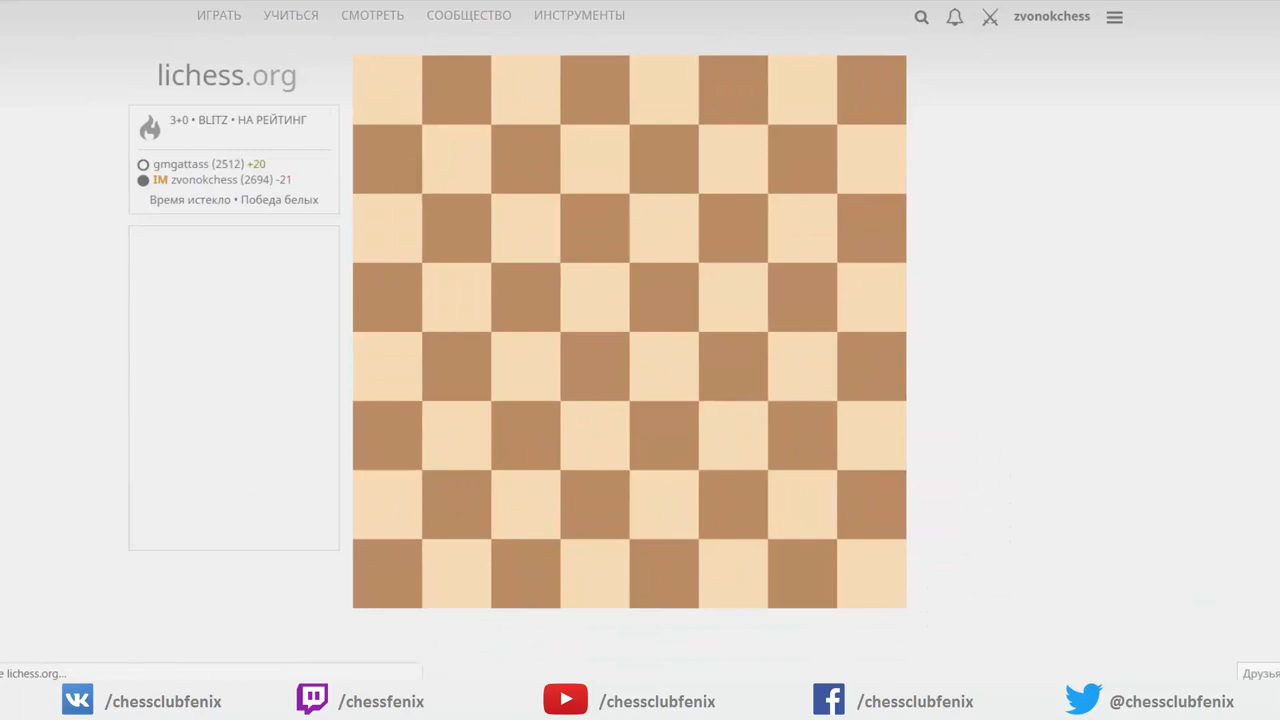 ИГРАТЬ УЧИТЬСЯ СМОТРЕТЬ СООБЩЕСТВО ИНСТРУМЕНТЫ zvonokchess
lichess.org
3+0 • BLITZ • НА РЕЙТИНГ
gmgattass (2512) +20
IM zvonokchess (2694) -21
Время истекло • Победа белых
е lichess.org...
Друзья
/chessclubfenix /chessfenix /chessclubfenix /chessclubfenix @chessclubfenix